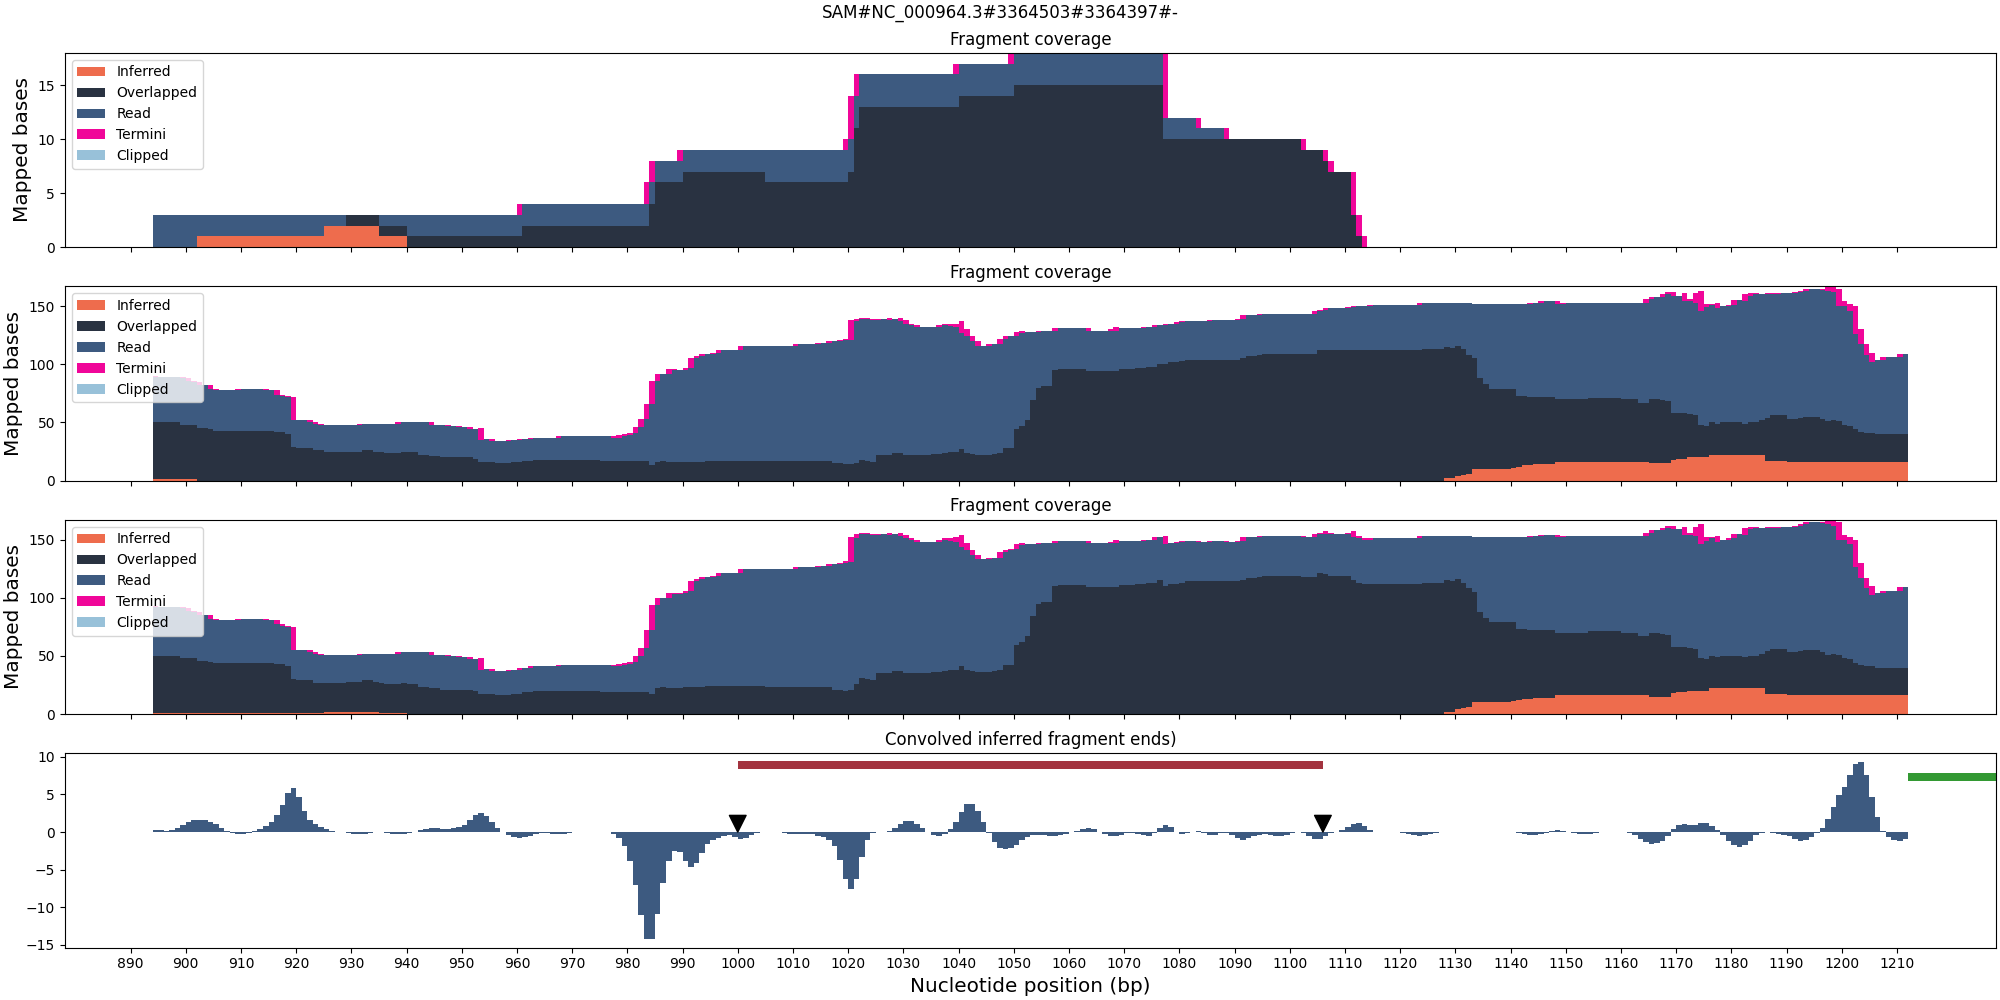 SAM#NC_000964.3#3364503#3364397#-
Fragment coverage
Mapped bases
15
10
5
0
Inferred
Overlapped
Read
Termini
Clipped
Fragment coverage
Mapped bases
150
100
50
0
Inferred
Overlapped
Read
Termini
Clipped
Fragment coverage
Mapped bases
150
100
50
0
Inferred
Overlapped
Read
Termini
Clipped
Convolved inferred fragment ends)
10
5
0
−5
−10
−15
890 900 910 920 930 940 950 960 970 980 990 1000 1010 1020 1030 1040 1050 1060 1070 1080 1090 1100 1110 1120 1130 1140 1150 1160 1170 1180 1190 1200 1210
Nucleotide position (bp)